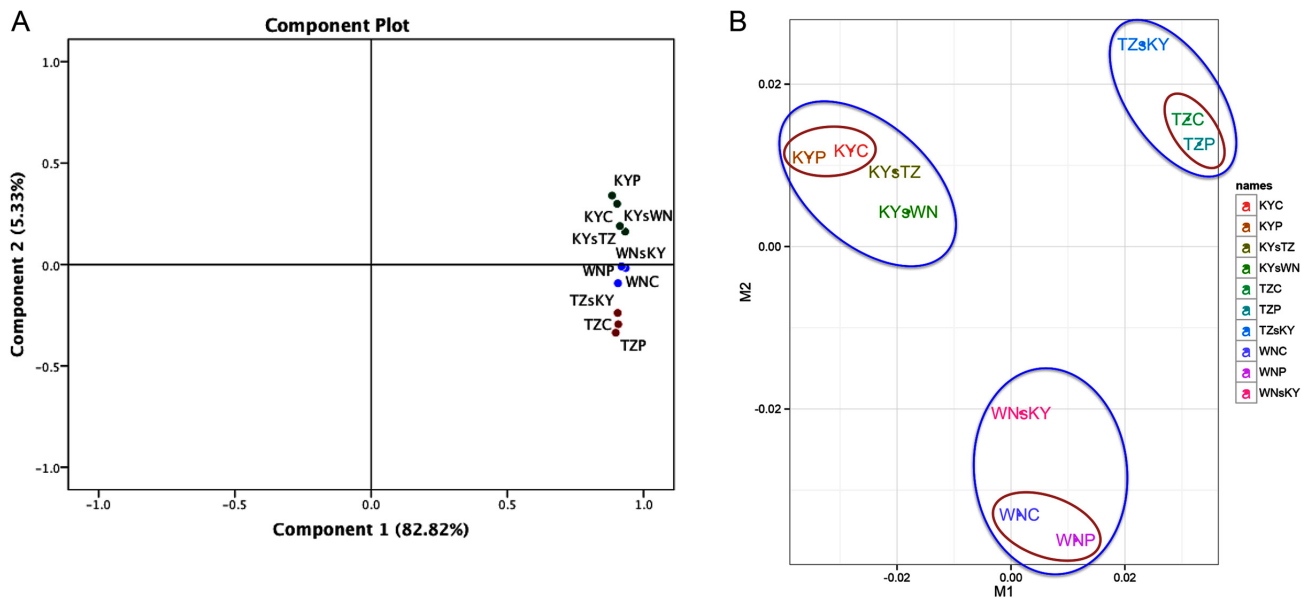 A
Component Plot
Component 2 (5.33%)
1.0
0.5
0.0
-0.5
-1.0
KYP
KYC
KYsWN
KYsTZ
WNsKY
WNP
WNC
TZsKY
TZC
TZP
-1.0
-0.5
0.0
0.5
1.0
Component 1 (82.82%)
B
M2
0.02
0.00
-0.02
TZsKY
TZC
TZP
KYP
KYC
KYsTZ
KYsWN
WNsKY
WNC
WNP
-0.02
0.00
0.02
M1
names
a KYC
a KYP
a KYsTZ
a KYsWN
a TZC
a TZP
a TZsKY
a WNC
a WNP
a WNsKY